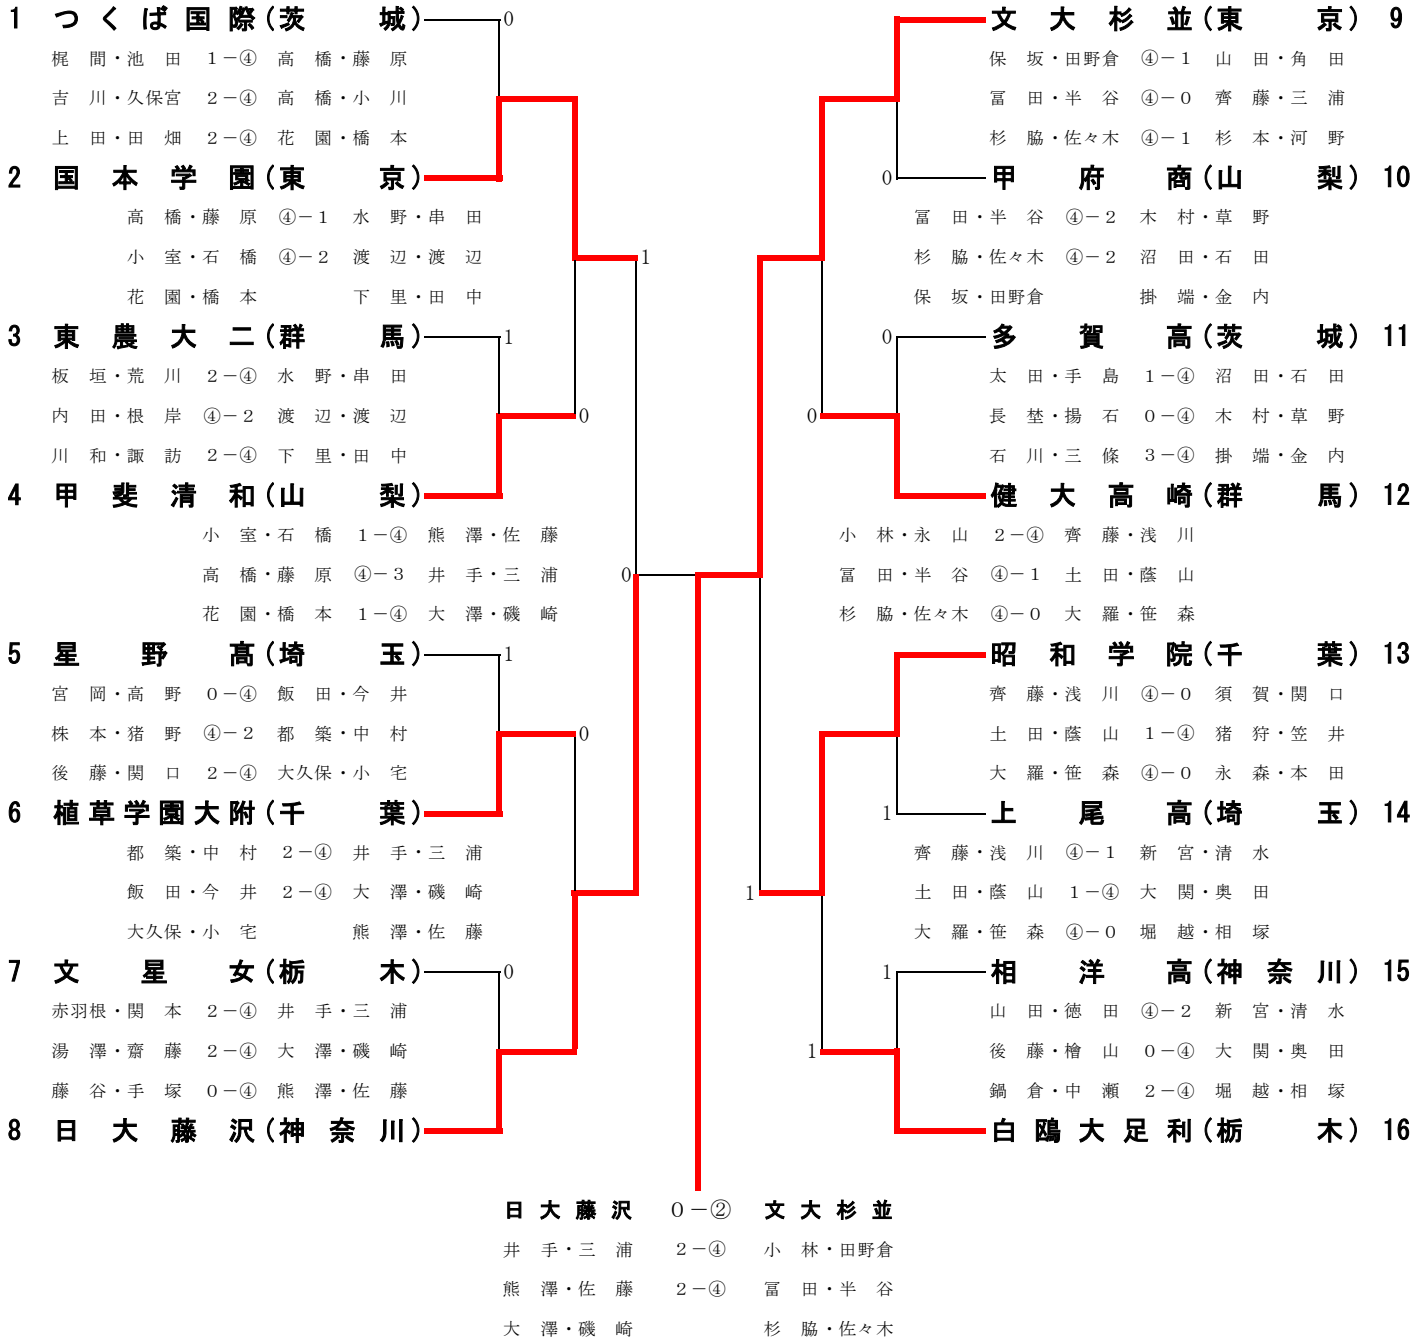 1 つくば国際(茨城) 0
梶間・池田 1－④ 高橋・藤原
吉川・久保宮 2－④ 高橋・小川
上田・田畑 2－④ 花園・橋本
2 国本学園(東京)
高橋・藤原 ④－1 水野・串田
小室・石橋 ④－2 渡辺・渡辺
1
花園・橋本 下里・田中
3 東農大二(群馬) 1
板垣・荒川 2－④ 水野・串田
内田・根岸 ④－2 渡辺・渡辺
0
川和・諏訪 2－④ 下里・田中
4 甲斐清和(山梨)
小室・石橋 1－④ 熊澤・佐藤
高橋・藤原 ④－3 井手・三浦
0
花園・橋本 1－④ 大澤・磯崎
5 星野高(埼玉) 1
宮岡・高野 0－④ 飯田・今井
株本・猪野 ④－2 都築・中村
0
後藤・関口 2－④ 大久保・小宅
6 植草学園大附(千葉)
都築・中村 2－④ 井手・三浦
飯田・今井 2－④ 大澤・磯崎
大久保・小宅 熊澤・佐藤
7 文星女(栃木) 0
赤羽根・関本 2－④ 井手・三浦
湯澤・齋藤 2－④ 大澤・磯崎
藤谷・手塚 0－④ 熊澤・佐藤
8 日大藤沢(神奈川)
文大杉並(東京) 9
保坂・田野倉 ④－1 山田・角田
冨田・半谷 ④－0 齊藤・三浦
杉脇・佐々木 ④－1 杉本・河野
0 甲府商(山梨) 10
冨田・半谷 ④－2 木村・草野
杉脇・佐々木 ④－2 沼田・石田
保坂・田野倉 掛端・金内
0 多賀高(茨城) 11
太田・手島 1－④ 沼田・石田
長埜・揚石 0－④ 木村・草野
0
石川・三條 3－④ 掛端・金内
健大高崎(群馬) 12
小林・永山 2－④ 齊藤・浅川
冨田・半谷 ④－1 土田・蔭山
杉脇・佐々木 ④－0 大羅・笹森
昭和学院(千葉) 13
齊藤・浅川 ④－0 須賀・関口
土田・蔭山 1－④ 猪狩・笠井
大羅・笹森 ④－0 永森・本田
1 上尾高(埼玉) 14
齊藤・浅川 ④－1 新宮・清水
土田・蔭山 1－④ 大関・奥田
1
大羅・笹森 ④－0 堀越・相塚
1 相洋高(神奈川) 15
山田・徳田 ④－2 新宮・清水
後藤・檜山 0－④ 大関・奥田
1
鍋倉・中瀬 2－④ 堀越・相塚
白鴎大足利(栃木) 16
日大藤沢 0－② 文大杉並
井手・三浦 2－④ 小林・田野倉
熊澤・佐藤 2－④ 冨田・半谷
大澤・磯崎 杉脇・佐々木